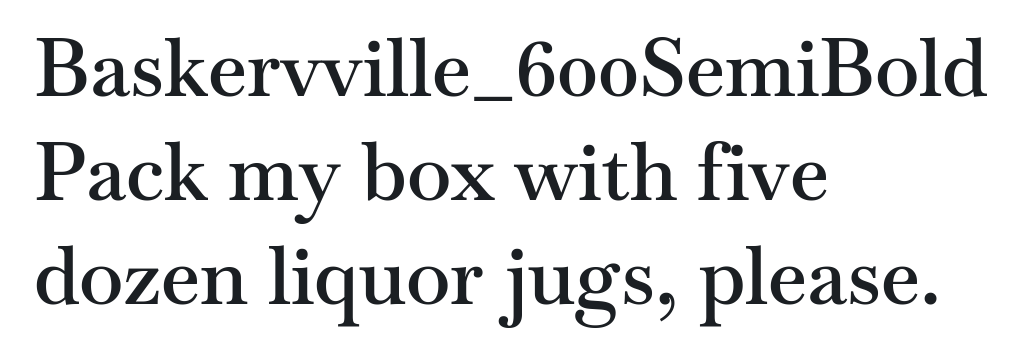 Baskervville_600SemiBold
Pack my box with five
dozen liquor jugs, please.